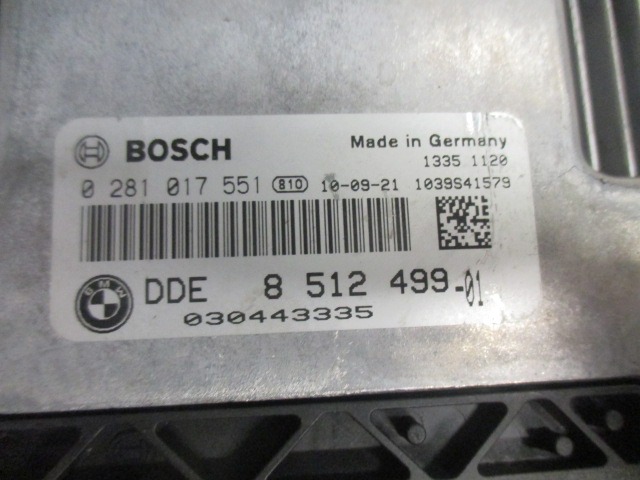 BOSCH Made in Germany
1335 1120
0 281 017 551 810 10-09-21 1039S41579
BMW DDE 8 512 499-01
030443335